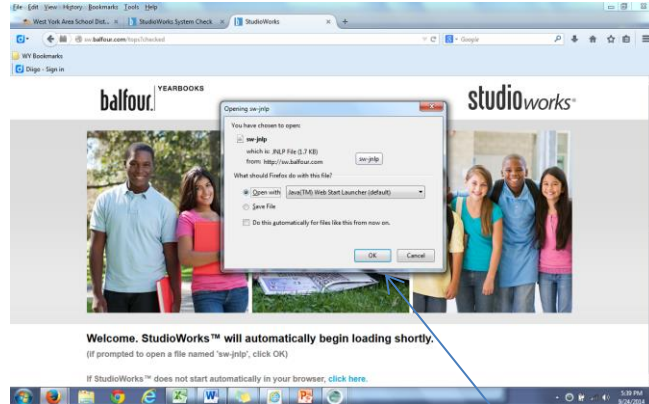 File Edit View History Bookmarks Tools Help
West York Area School Dist... × StudioWorks System Check × StudioWorks × +
sw.balfour.com/?ops?checked Google
WY Bookmarks
Diigo - Sign in
balfour. YEARBOOKS
studioworks
Opening sw-jnlp
You have chosen to open:
sw-jnlp
which is: JNLP File (1.7 KB)
from: http://sw.balfour.com
sw-jnlp
What should Firefox do with this file?
Open with Java(TM) Web Start Launcher (default)
Save File
Do this automatically for files like this from now on.
OK Cancel
Welcome. StudioWorks™ will automatically begin loading shortly.
(if prompted to open a file named 'sw-jnlp', click OK)
If StudioWorks™ does not start automatically in your browser, click here.
5:39 PM
9/24/2014